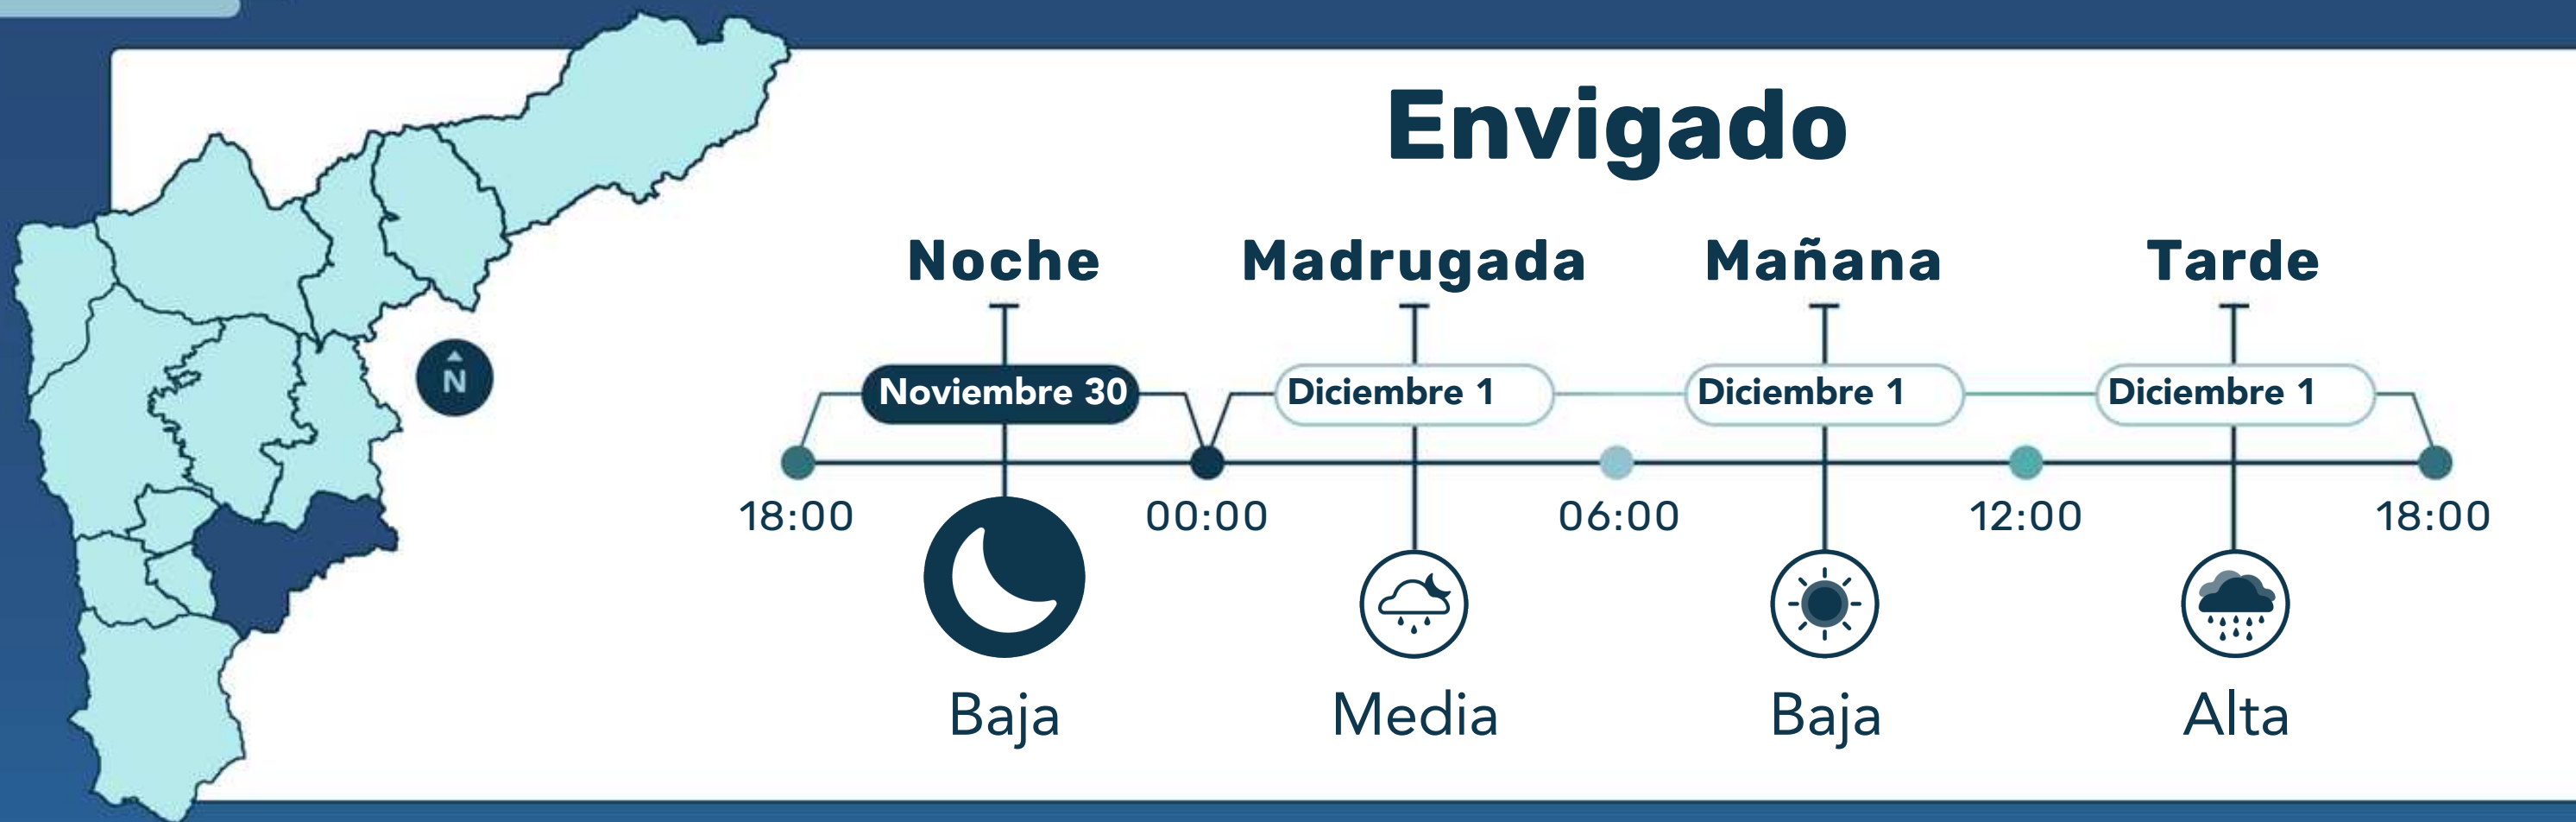 Envigado
Noche Madrugada Mañana Tarde
Noviembre 30 Diciembre 1 Diciembre 1 Diciembre 1
N
18:00 00:00 06:00 12:00 18:00
Baja Media Baja Alta